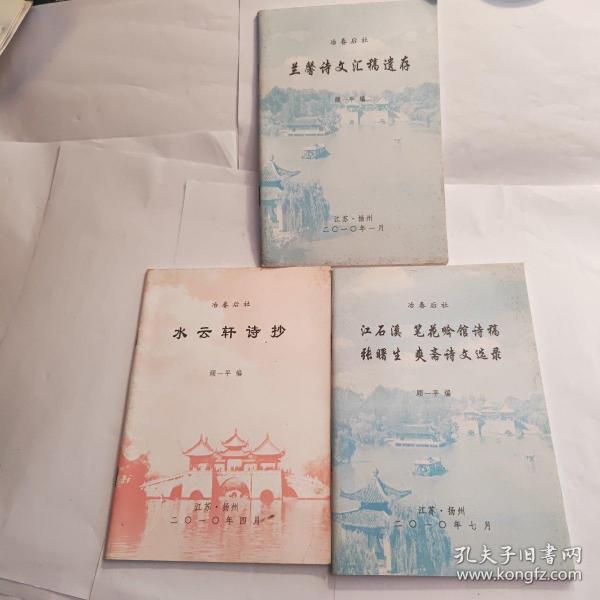 冶春后社
兰馨诗文汇稿遗存
顾一平 编
江苏·扬州
二〇一〇年一月
冶春后社
水云轩诗抄
顾一平 编
江苏·扬州
二〇一〇年四月
冶春后社
江石溪 笔花吟馆诗稿
张曙生 爽斋诗文选录
顾一平 编
江苏·扬州
二〇一〇年七月
孔夫子旧书网
www.kongfz.com